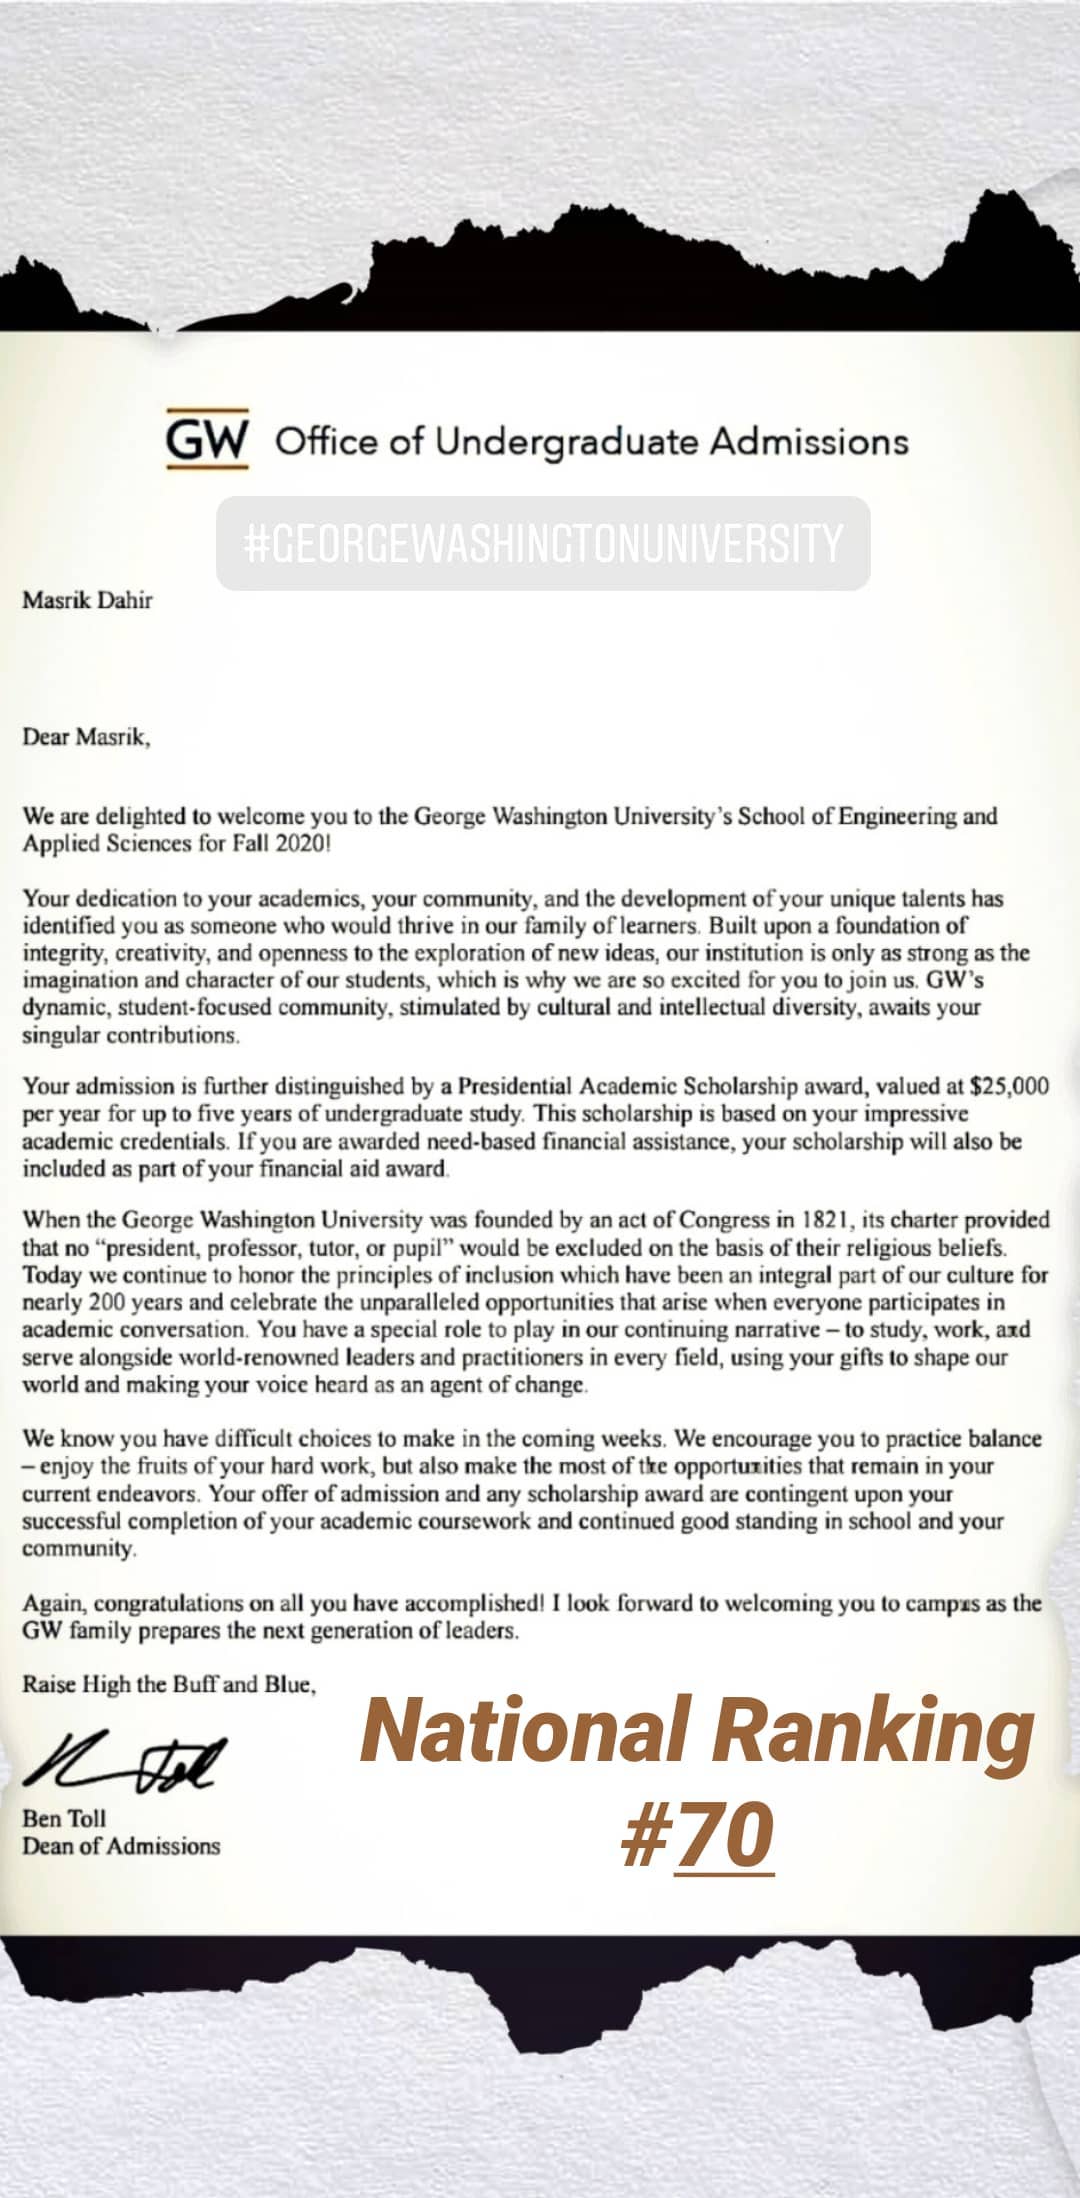 GW Office of Undergraduate Admissions
#GEORGEWASHINGTONUNIVERSITY
Masrik Dahir
Dear Masrik,
We are delighted to welcome you to the George Washington University's School of Engineering and
Applied Sciences for Fall 2020!
Your dedication to your academics, your community, and the development of your unique talents has
identified you as someone who would thrive in our family of learners. Built upon a foundation of
integrity, creativity, and openness to the exploration of new ideas, our institution is only as strong as the
imagination and character of our students, which is why we are so excited for you to join us. GW's
dynamic, student-focused community, stimulated by cultural and intellectual diversity, awaits your
singular contributions.
Your admission is further distinguished by a Presidential Academic Scholarship award, valued at $25,000
per year for up to five years of undergraduate study. This scholarship is based on your impressive
academic credentials. If you are awarded need-based financial assistance, your scholarship will also be
included as part of your financial aid award.
When the George Washington University was founded by an act of Congress in 1821, its charter provided
that no “president, professor, tutor, or pupil” would be excluded on the basis of their religious beliefs.
Today we continue to honor the principles of inclusion which have been an integral part of our culture for
nearly 200 years and celebrate the unparalleled opportunities that arise when everyone participates in
academic conversation. You have a special role to play in our continuing narrative – to study, work, and
serve alongside world-renowned leaders and practitioners in every field, using your gifts to shape our
world and making your voice heard as an agent of change.
We know you have difficult choices to make in the coming weeks. We encourage you to practice balance
– enjoy the fruits of your hard work, but also make the most of the opportunities that remain in your
current endeavors. Your offer of admission and any scholarship award are contingent upon your
successful completion of your academic coursework and continued good standing in school and your
community.
Again, congratulations on all you have accomplished! I look forward to welcoming you to campus as the
GW family prepares the next generation of leaders.
Raise High the Buff and Blue,
Ben Toll
Dean of Admissions
National Ranking
#70